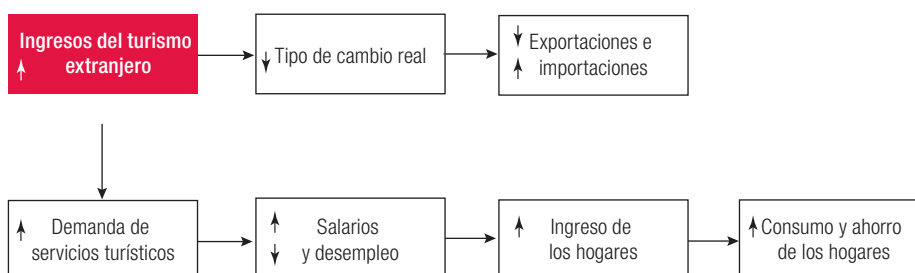 Ingresos del turismo
↑ extranjero
↓ Tipo de cambio real
↓ Exportaciones e
↑ importaciones
↑ Demanda de
servicios turísticos
↑ Salarios
↓ y desempleo
↑ Ingreso de
los hogares
↑ Consumo y ahorro
de los hogares